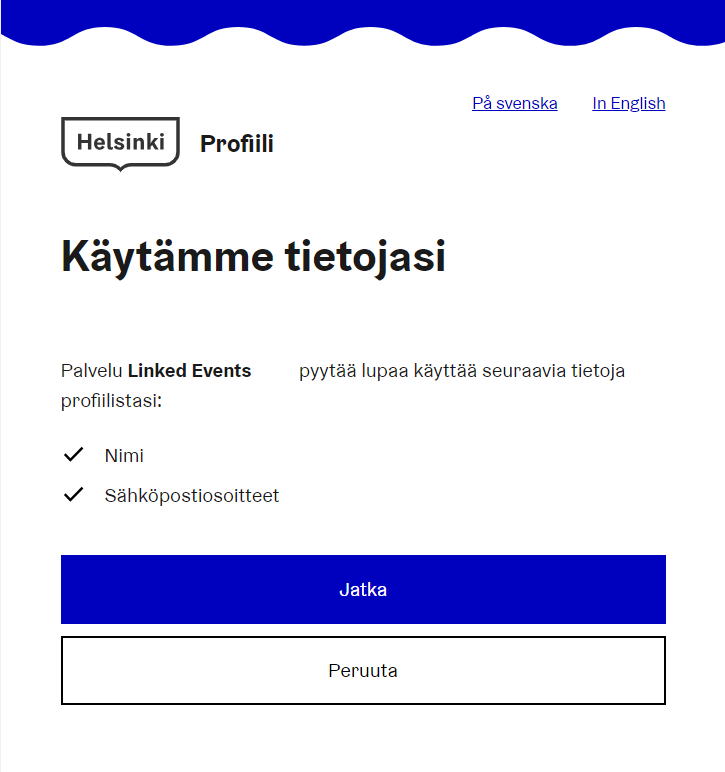 På svenska In English
Helsinki Profiili
Käytämme tietojasi
Palvelu Linked Events pyytää lupaa käyttää seuraavia tietoja
profiilistasi:
Nimi
Sähköpostiosoitteet
Jatka
Peruuta